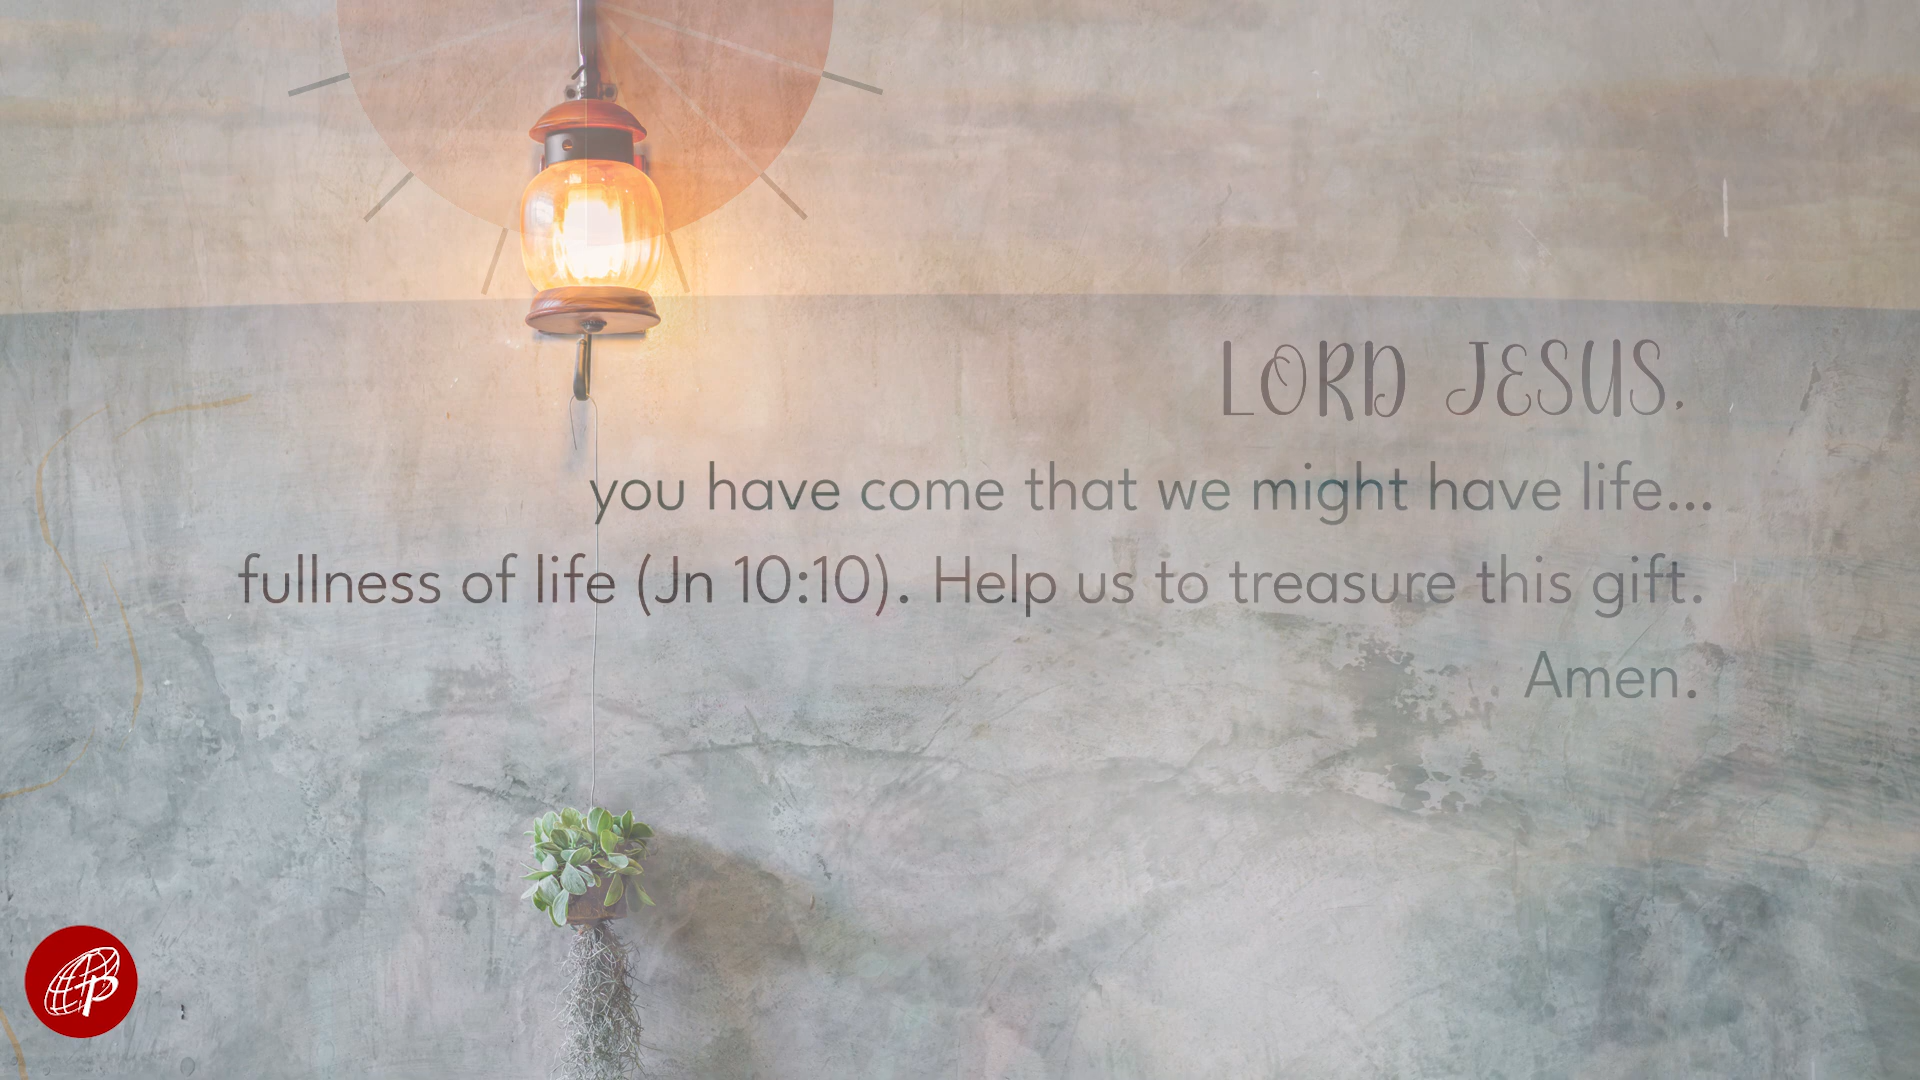 LORD JESUS,
you have come that we might have life...
fullness of life (Jn 10:10). Help us to treasure this gift.
Amen.